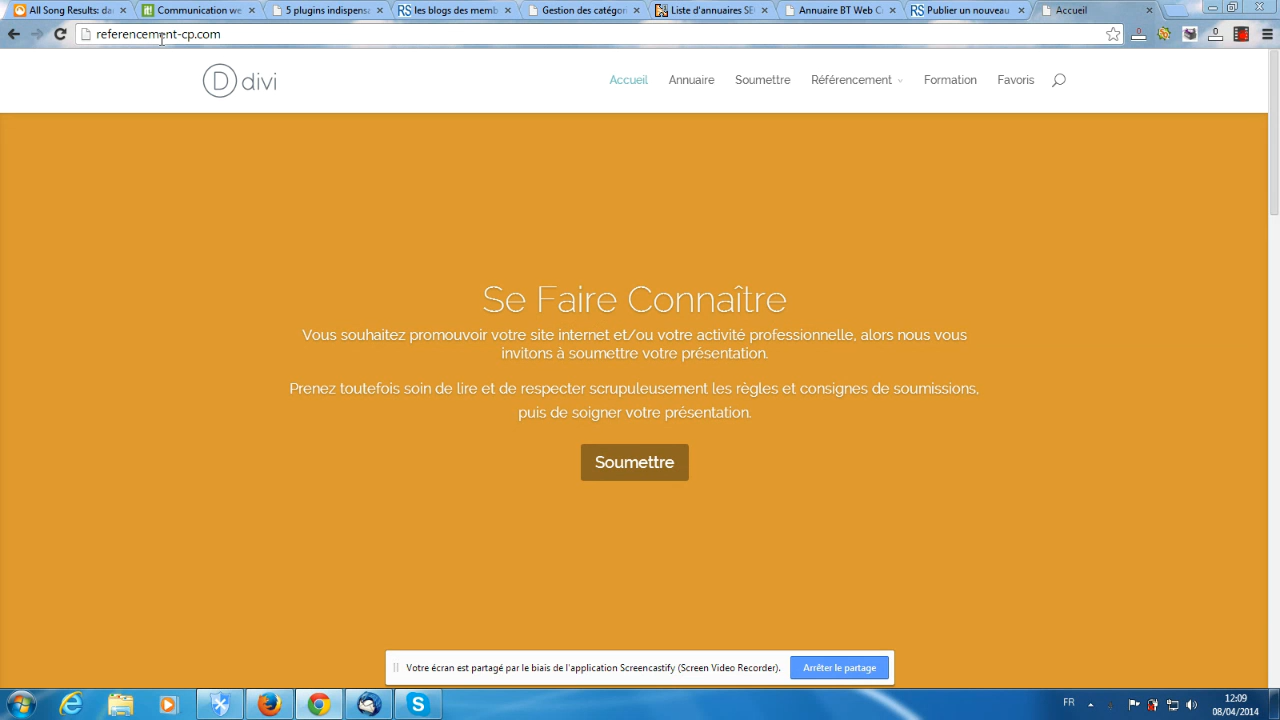 All Song Results: da
Communication we
5 plugins indispensa
les blogs des memb
Gestion des catégor
Liste d'annuaires SE
Annuaire BT Web C
Publier un nouveau
Accueil
referencement-cp.com
D divi
Accueil
Annuaire
Soumettre
Référencement
Formation
Favoris
Se Faire Connaître
Vous souhaitez promouvoir votre site internet et/ou votre activité professionnelle, alors nous vous
invitons à soumettre votre présentation.
Prenez toutefois soin de lire et de respecter scrupuleusement les règles et consignes de soumissions,
puis de soigner votre présentation.
Soumettre
Votre écran est partagé par le biais de l'application Screencastify (Screen Video Recorder).
Arrêter le partage
FR
12:09
08/04/2014